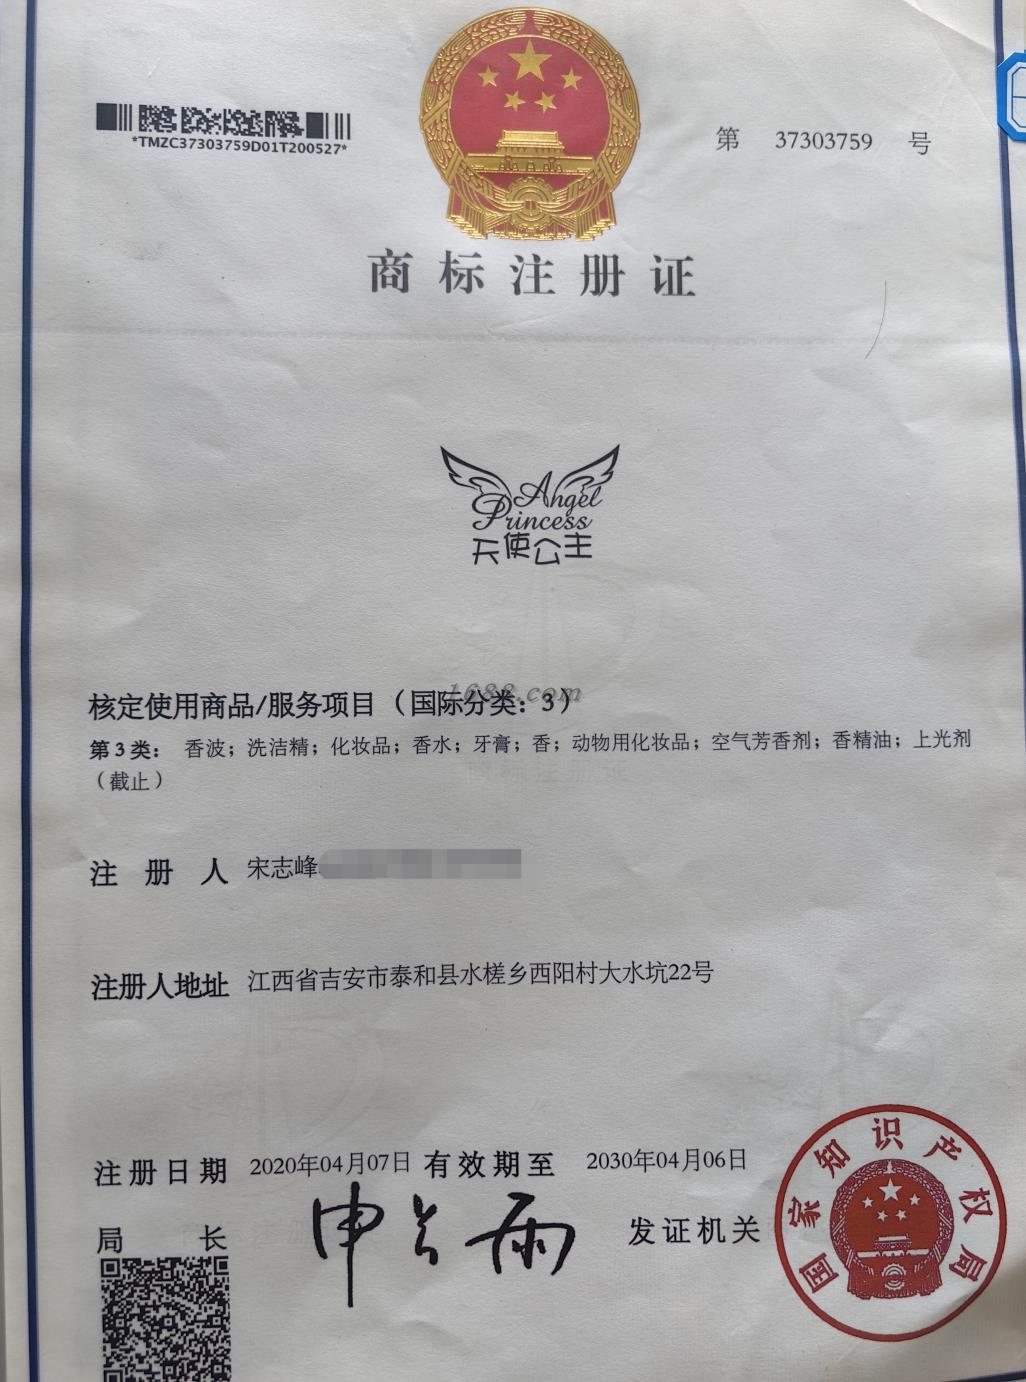 *TMZC37303759D01T200527*
第 37303759 号
商标注册证
Angel
Princess
天使公主
1688.com
核定使用商品/服务项目（国际分类：3）
第3类： 香波；洗洁精；化妆品；香水；牙膏；香；动物用化妆品；空气芳香剂；香精油；上光剂
（截止）
注册人 宋志峰
注册人地址 江西省吉安市泰和县水槎乡西阳村大水坑22号
注册日期 2020年04月07日 有效期至 2030年04月06日
局长 申长雨 发证机关
国家知识产权局